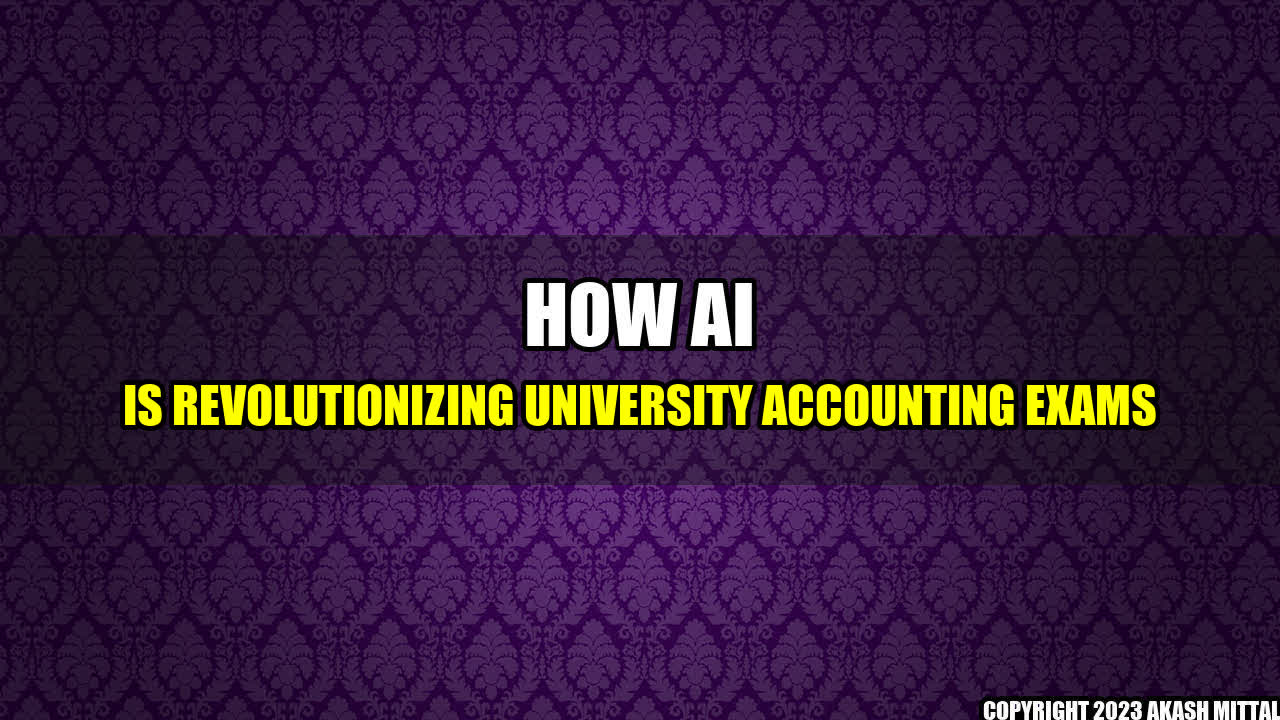 HOW AI
IS REVOLUTIONIZING UNIVERSITY ACCOUNTING EXAMS
COPYRIGHT 2023 AKASH MITTAL